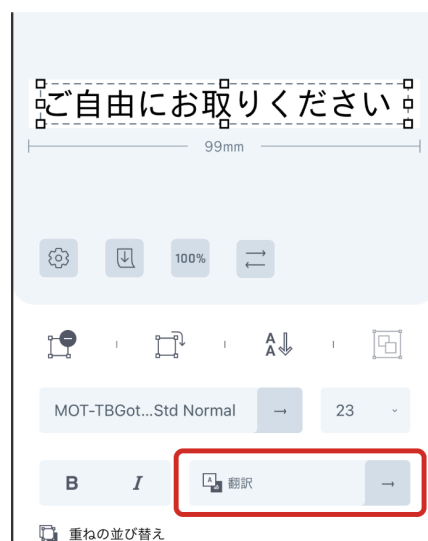 ご自由にお取りください
99mm
100%
A
A
MOT-TBGot...Std Normal → 23
B I A あ 翻訳 →
重ねの並び替え